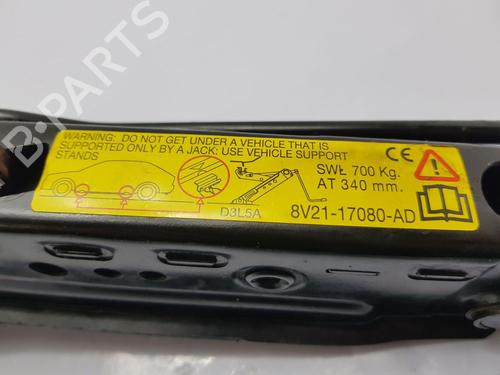 B-PARTS
WARNING: DO NOT GET UNDER A VEHICLE THAT IS
SUPPORTED ONLY BY A JACK: USE VEHICLE SUPPORT
STANDS
CE
SWL 700 Kg.
AT 340 mm.
D3L5A
8V21-17080-AD